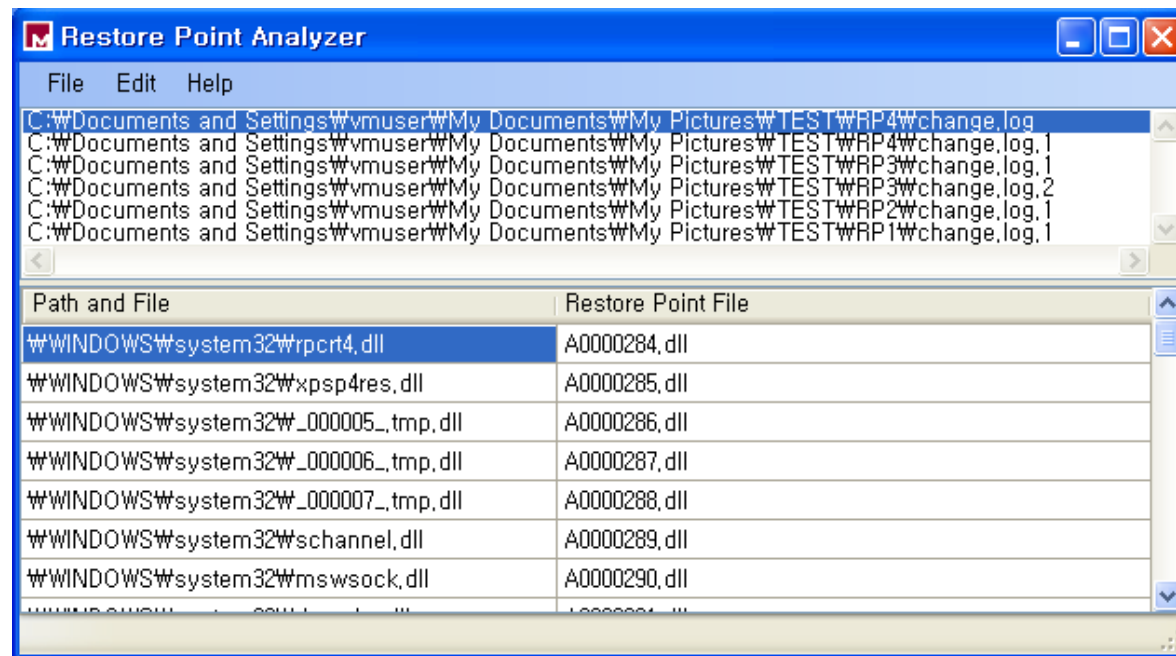 Restore Point Analyzer
File Edit Help
C:₩Documents and Settings₩vmuser₩My Documents₩My Pictures₩TEST₩RP4₩change.log
C:₩Documents and Settings₩vmuser₩My Documents₩My Pictures₩TEST₩RP4₩change.log.1
C:₩Documents and Settings₩vmuser₩My Documents₩My Pictures₩TEST₩RP3₩change.log.1
C:₩Documents and Settings₩vmuser₩My Documents₩My Pictures₩TEST₩RP3₩change.log.2
C:₩Documents and Settings₩vmuser₩My Documents₩My Pictures₩TEST₩RP2₩change.log.1
C:₩Documents and Settings₩vmuser₩My Documents₩My Pictures₩TEST₩RP1₩change.log.1
Path and File Restore Point File
₩WINDOWS₩system32₩rpcrt4.dll A0000284.dll
₩WINDOWS₩system32₩xpsp4res.dll A0000285.dll
₩WINDOWS₩system32₩_000005_.tmp.dll A0000286.dll
₩WINDOWS₩system32₩_000006_.tmp.dll A0000287.dll
₩WINDOWS₩system32₩_000007_.tmp.dll A0000288.dll
₩WINDOWS₩system32₩schannel.dll A0000289.dll
₩WINDOWS₩system32₩mswsock.dll A0000290.dll